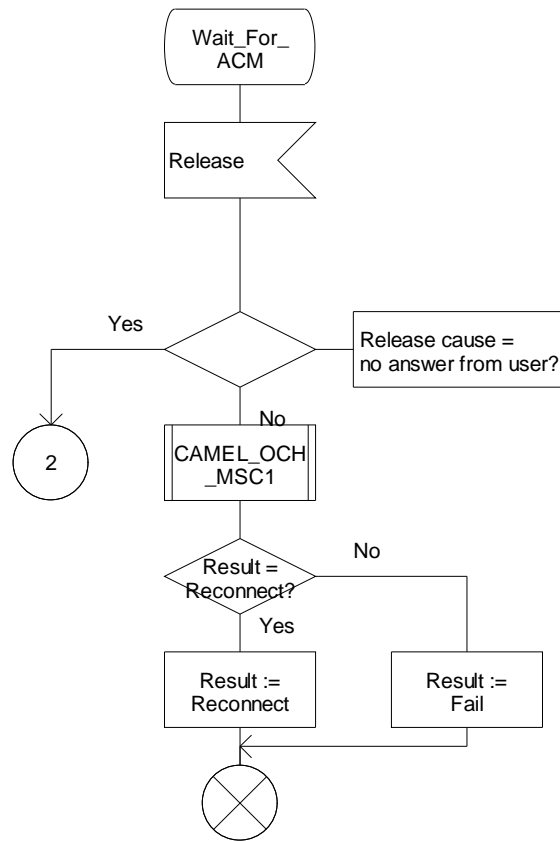 Wait_For_
ACM
Release
Yes
Release cause =
no answer from user?
2
No
CAMEL_OCH
_MSC1
Result =
Reconnect?
No
Yes
Result :=
Reconnect
Result :=
Fail